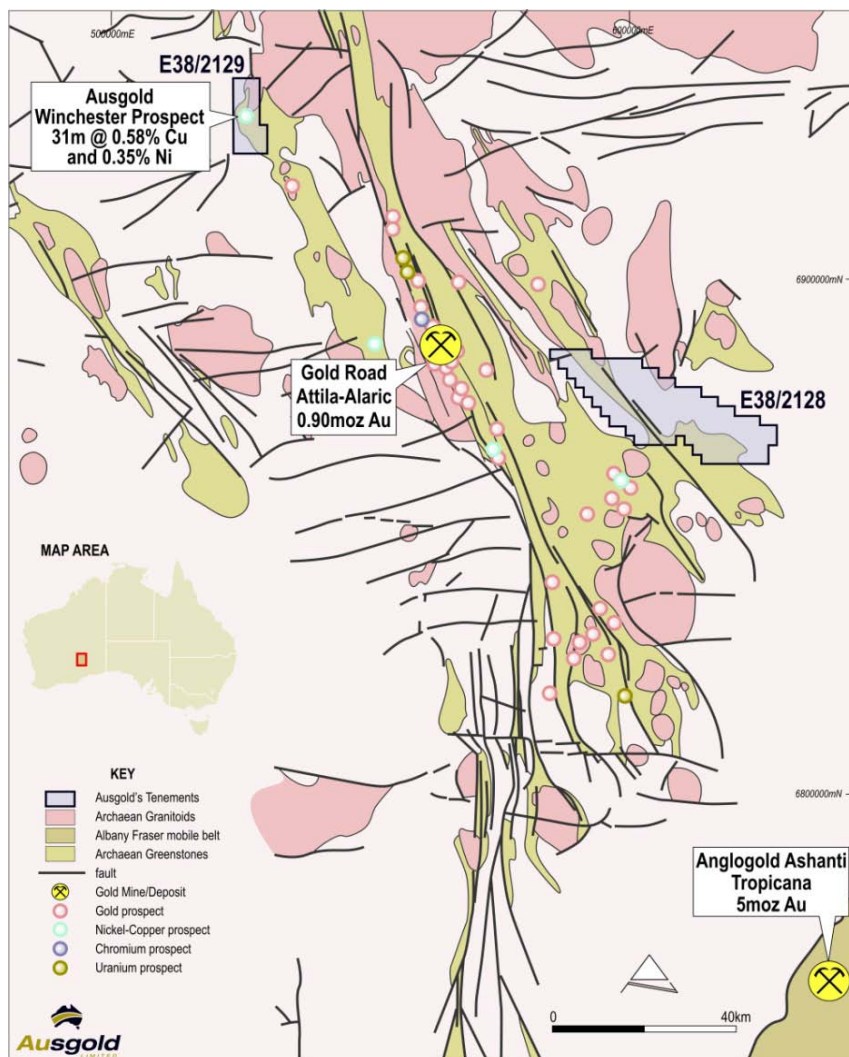 500000mE
600000mE
E38/2129
Ausgold
Winchester Prospect
31m @ 0.58% Cu
and 0.35% Ni
6900000mN
Gold Road
Attila-Alaric
0.90moz Au
E38/2128
MAP AREA
KEY
Ausgold's Tenements
Archaean Granitoids
Albany Fraser mobile belt
Archaean Greenstones
fault
Gold Mine/Deposit
Gold prospect
Nickel-Copper prospect
Chromium prospect
Uranium prospect
6800000mN
Anglogold Ashanti
Tropicana
5moz Au
0 40km
Ausgold
LIMITED